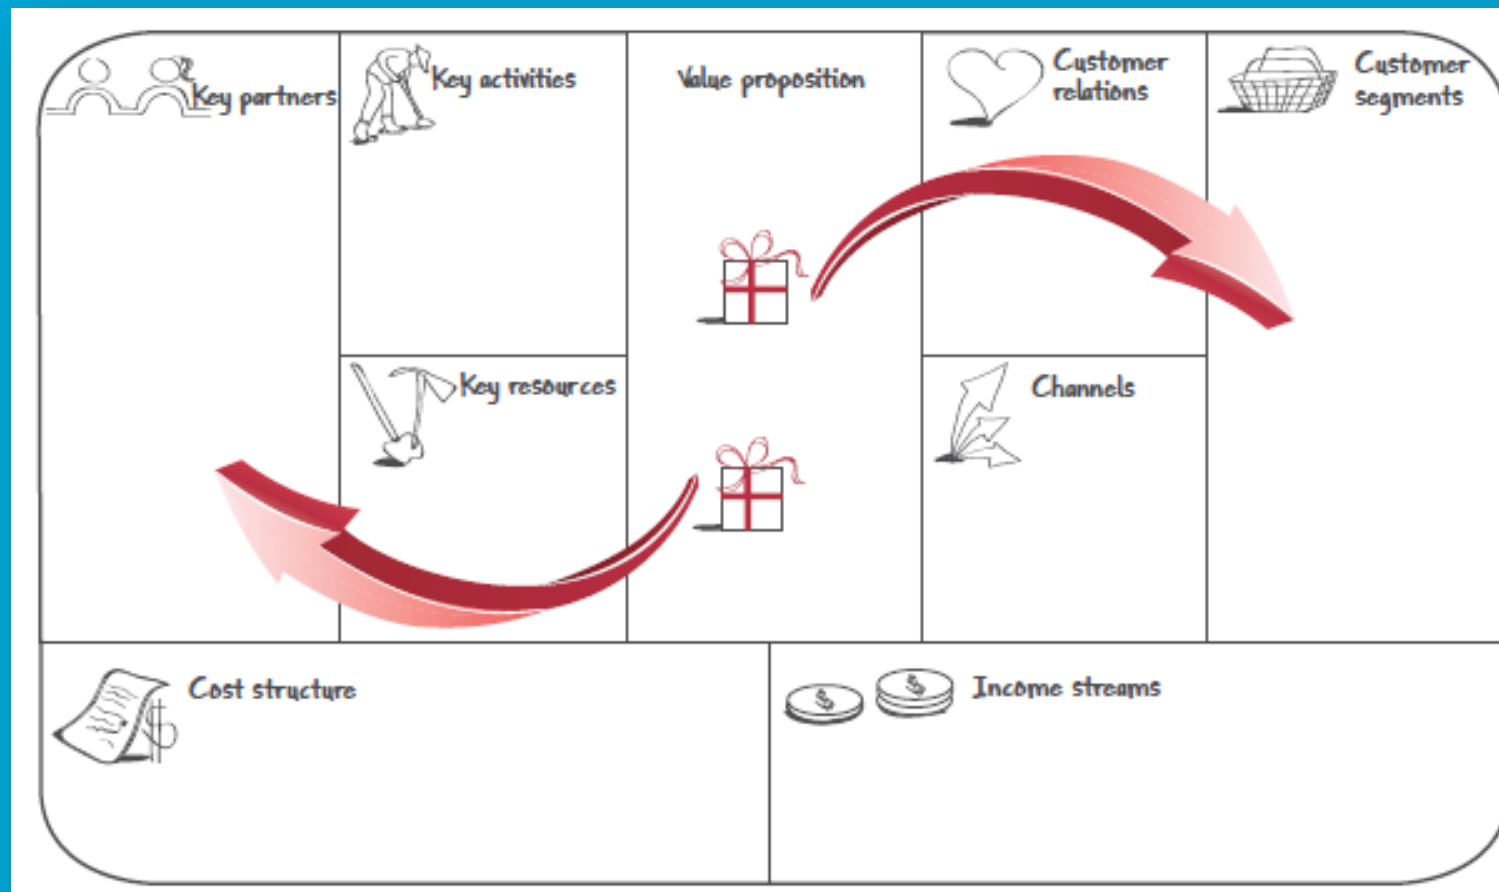 Key partners
Key activities
Value proposition
Customer
relations
Customer
segments
Key resources
Channels
Cost structure
$
Income streams
$
$